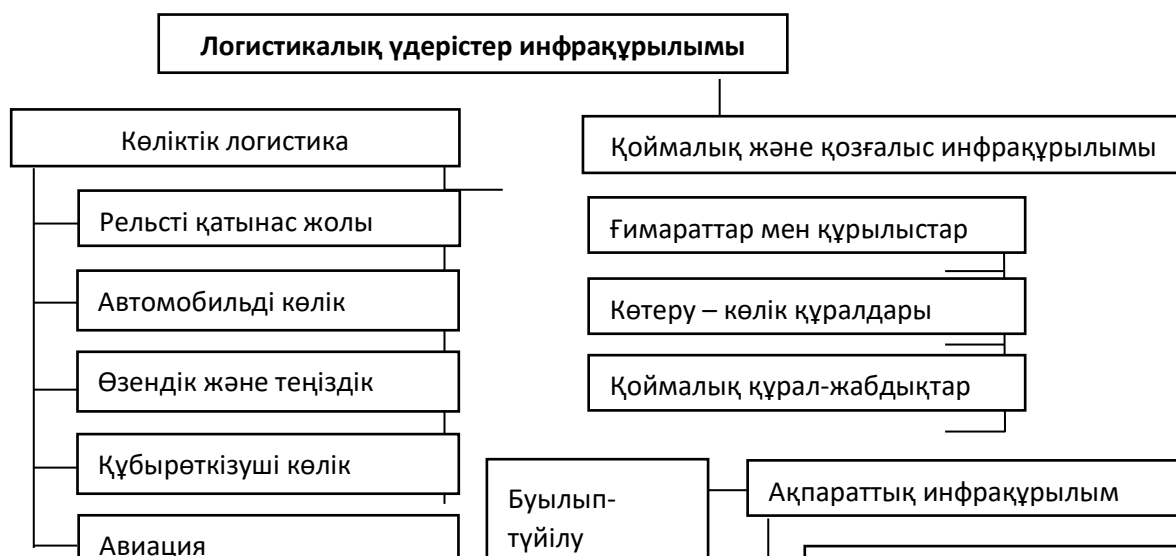 Логистикалық үдерістер инфрақұрылымы
Көліктік логистика
Рельсті қатынас жолы
Автомобильді көлік
Өзендік және теңіздік
Құбырөткізуші көлік
Авиация
Қоймалық және қозғалыс инфрақұрылымы
Ғимараттар мен құрылыстар
Көтеру – көлік құралдары
Қоймалық құрал-жабдықтар
Буылып-
түйілу
Ақпараттық инфрақұрылым